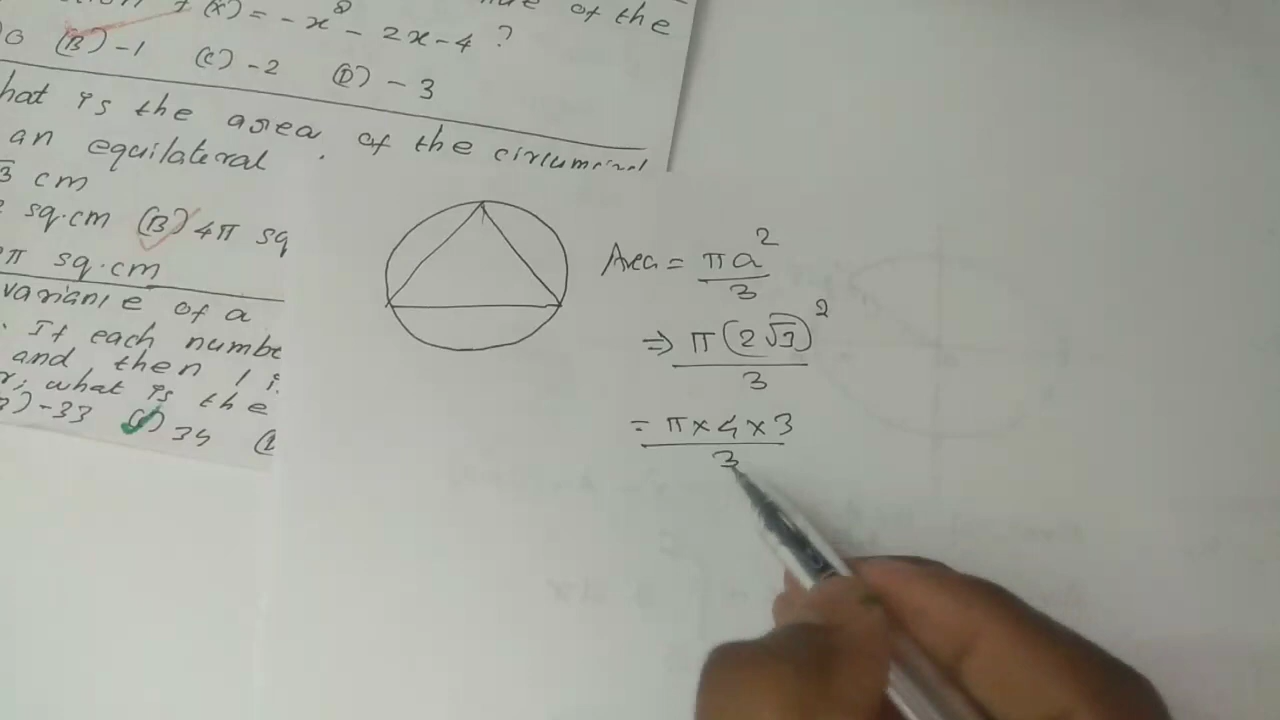 (x) = -x² - 2x-4 ?
of the
(B) -1 (C) -2 (D) - 3
hat is the area of the
an equilateral
3 cm
sq.cm (B) 4π sq
π sq.cm
variance of a
. If each numbe
and then 1
, what is the
-33 (C) 34
Area = πa²
3
⇒ π(2√3)²
3
= π×4×3
3